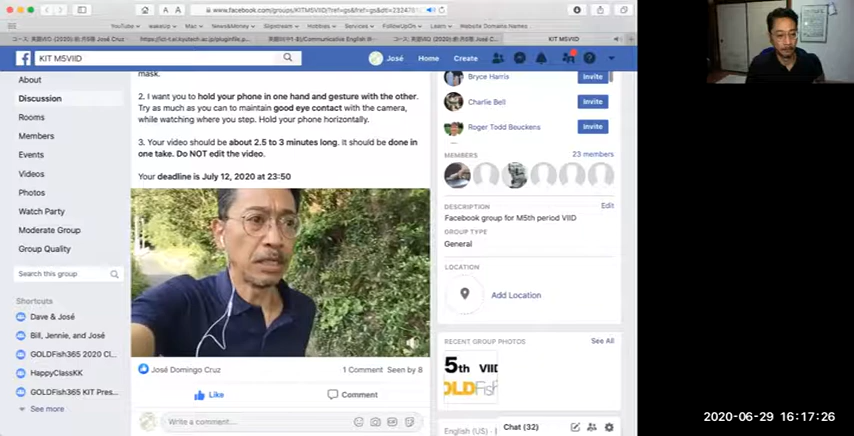 www.facebook.com/groups/KITM5VIID/
YouTube
Mac
News&Money
Slipstream
Hobbies
Services
FollowUpOn
Learn
Website Domains Names
KIT M5VIID
KIT M5VIID
José
Home
Create
About
Discussion
Rooms
Members
Events
Videos
Photos
Watch Party
Moderate Group
Group Quality
Search this group
Shortcuts
Dave & José
Bill, Jennie, and José
GOLDFish365 2020 Cl...
HappyClassKK
GOLDFish365 KIT Pres...
See more
mask.
2. I want you to hold your phone in one hand and gesture with the other.
Try as much as you can to maintain good eye contact with the camera,
while watching where you step. Hold your phone horizontally.
3. Your video should be about 2.5 to 3 minutes long. It should be done in
one take. Do NOT edit the video.
Your deadline is July 12, 2020 at 23:50
José Domingo Cruz
1 Comment Seen by 8
Like
Comment
Write a comment...
Bryce Harris
Invite
Charlie Bell
Invite
Roger Todd Beuckens
Invite
MEMBERS
23 members
DESCRIPTION
Edit
Facebook group for M5th period VIID
GROUP TYPE
General
LOCATION
Add Location
RECENT GROUP PHOTOS
See All
5th VIID
OLDFis
English (US)
Chat (32)
2020-06-29 16:17:26